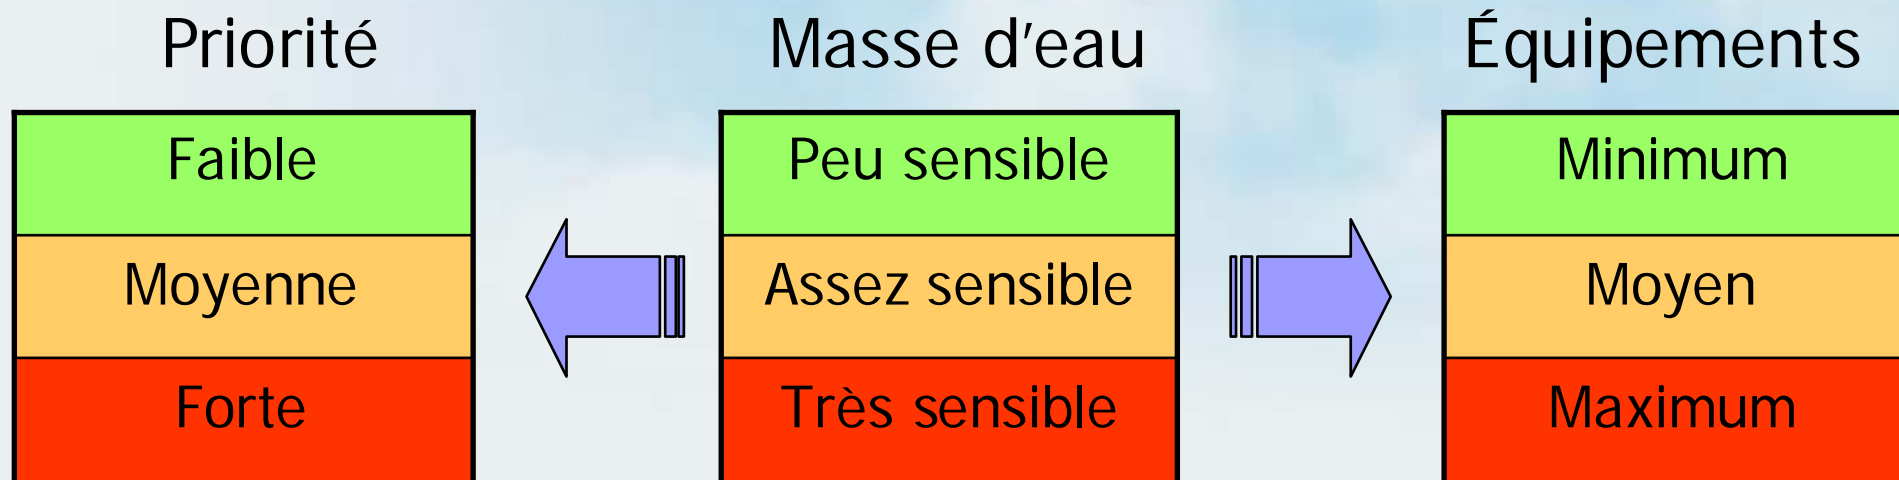 Priorité
Masse d'eau
Équipements
Faible
Peu sensible
Minimum
Moyenne
Assez sensible
Moyen
Forte
Très sensible
Maximum